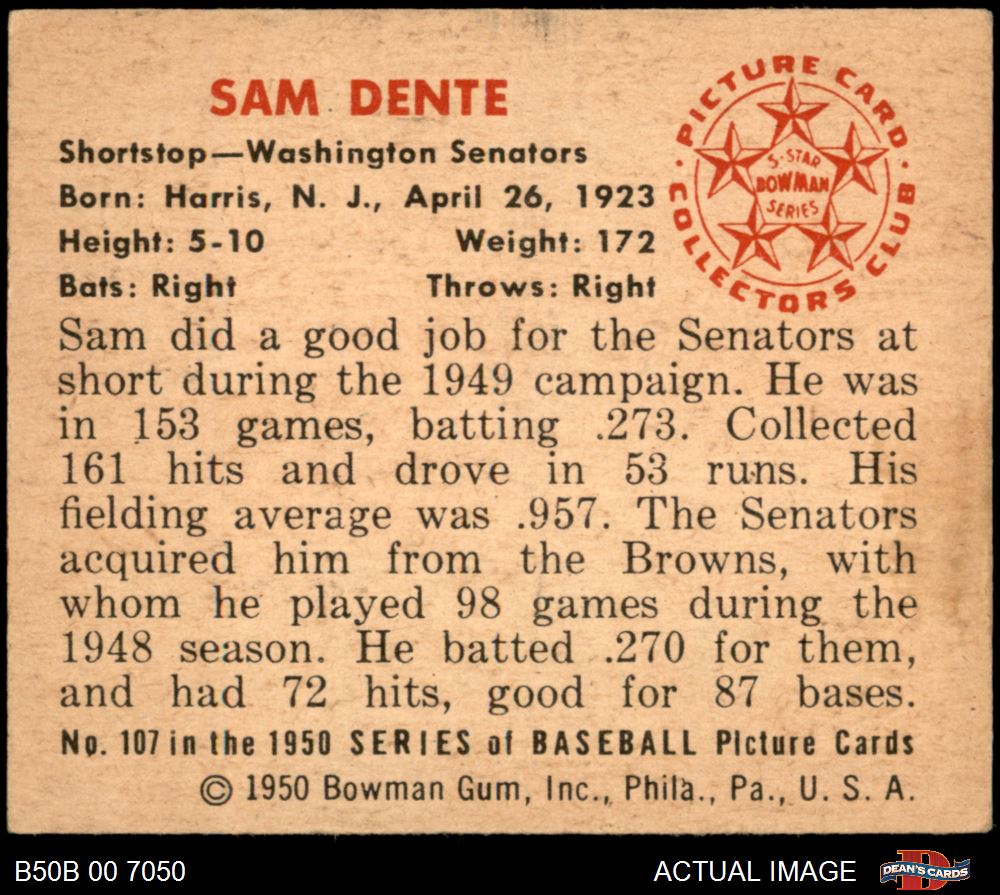 SAM DENTE
Shortstop—Washington Senators
Born: Harris, N. J., April 26, 1923
Height: 5-10 Weight: 172
Bats: Right Throws: Right
· PICTURE CARD ·
COLLECTORS CLUB
5-STAR
BOWMAN
SERIES
Sam did a good job for the Senators at
short during the 1949 campaign. He was
in 153 games, batting .273. Collected
161 hits and drove in 53 runs. His
fielding average was .957. The Senators
acquired him from the Browns, with
whom he played 98 games during the
1948 season. He batted .270 for them,
and had 72 hits, good for 87 bases.
No. 107 in the 1950 SERIES of BASEBALL Picture Cards
© 1950 Bowman Gum, Inc., Phila., Pa., U. S. A.
B50B 00 7050 ACTUAL IMAGE
D
DEAN'S CARDS